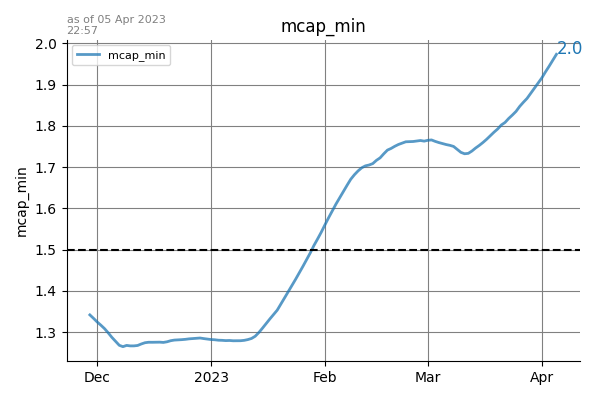 as of 05 Apr 2023
22:57
mcap_min
mcap_min
2.0
2.0
1.9
1.8
1.7
1.6
1.5
1.4
1.3
mcap_min
Dec
2023
Feb
Mar
Apr